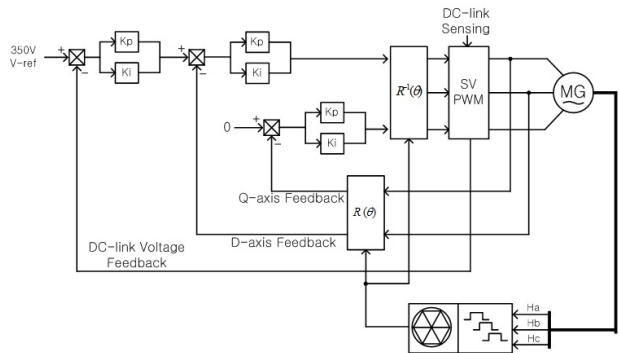 DC-link
Sensing
350V
V-ref
+
−
Kp
Ki
+
−
Kp
Ki
R⁻¹(θ)
SV
PWM
MG
0
+
−
Kp
Ki
Q-axis Feedback
R(θ)
D-axis Feedback
DC-link Voltage
Feedback
Ha
Hb
Hc